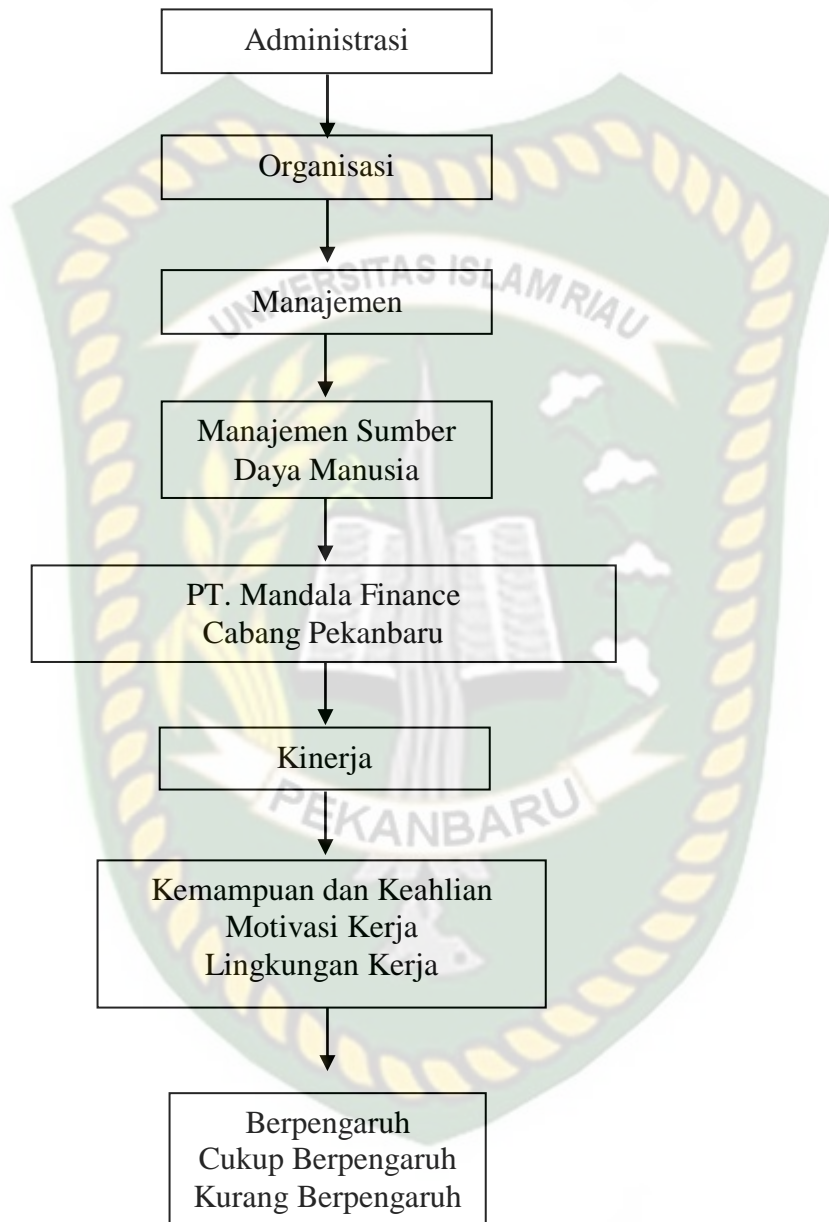 Administrasi
Organisasi
UNIVERSITAS ISLAM RIAU
Manajemen
Manajemen Sumber
Daya Manusia
PT. Mandala Finance
Cabang Pekanbaru
Kinerja
PEKANBARU
Kemampuan dan Keahlian
Motivasi Kerja
Lingkungan Kerja
Berpengaruh
Cukup Berpengaruh
Kurang Berpengaruh